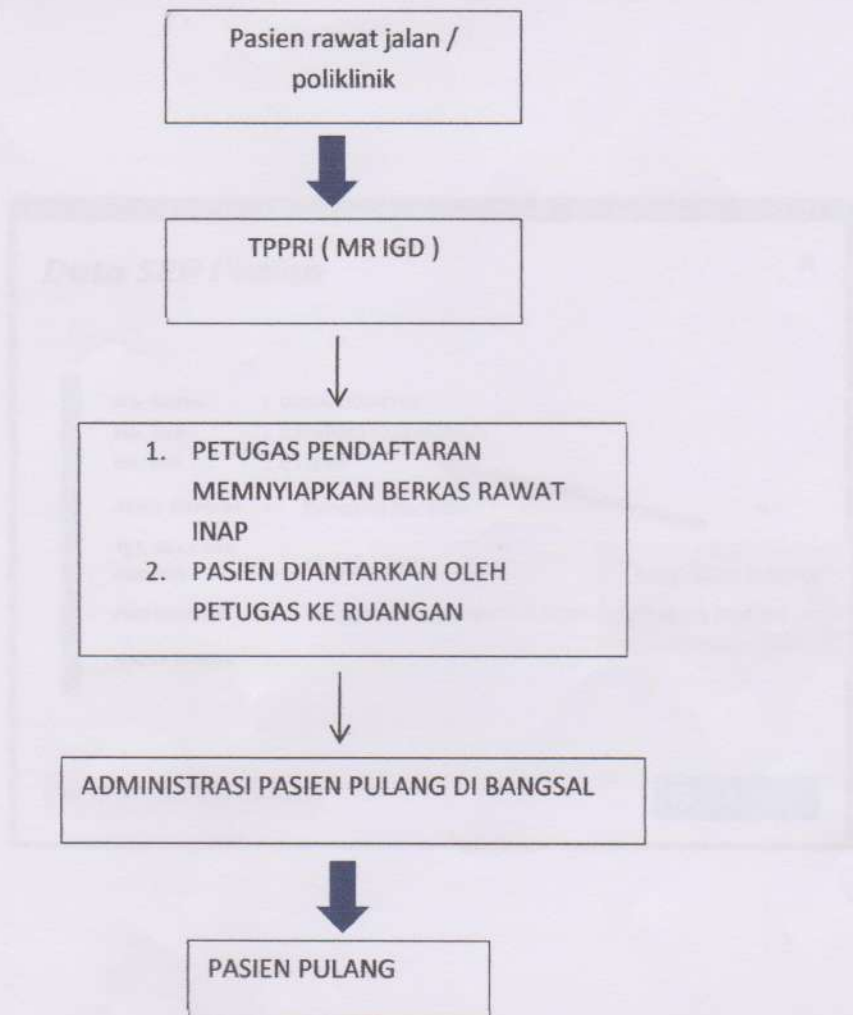 Pasien rawat jalan /
poliklinik
TPPRI ( MR IGD )
1. PETUGAS PENDAFTARAN
MEMNYIAPKAN BERKAS RAWAT
INAP
2. PASIEN DIANTARKAN OLEH
PETUGAS KE RUANGAN
ADMINISTRASI PASIEN PULANG DI BANGSAL
PASIEN PULANG